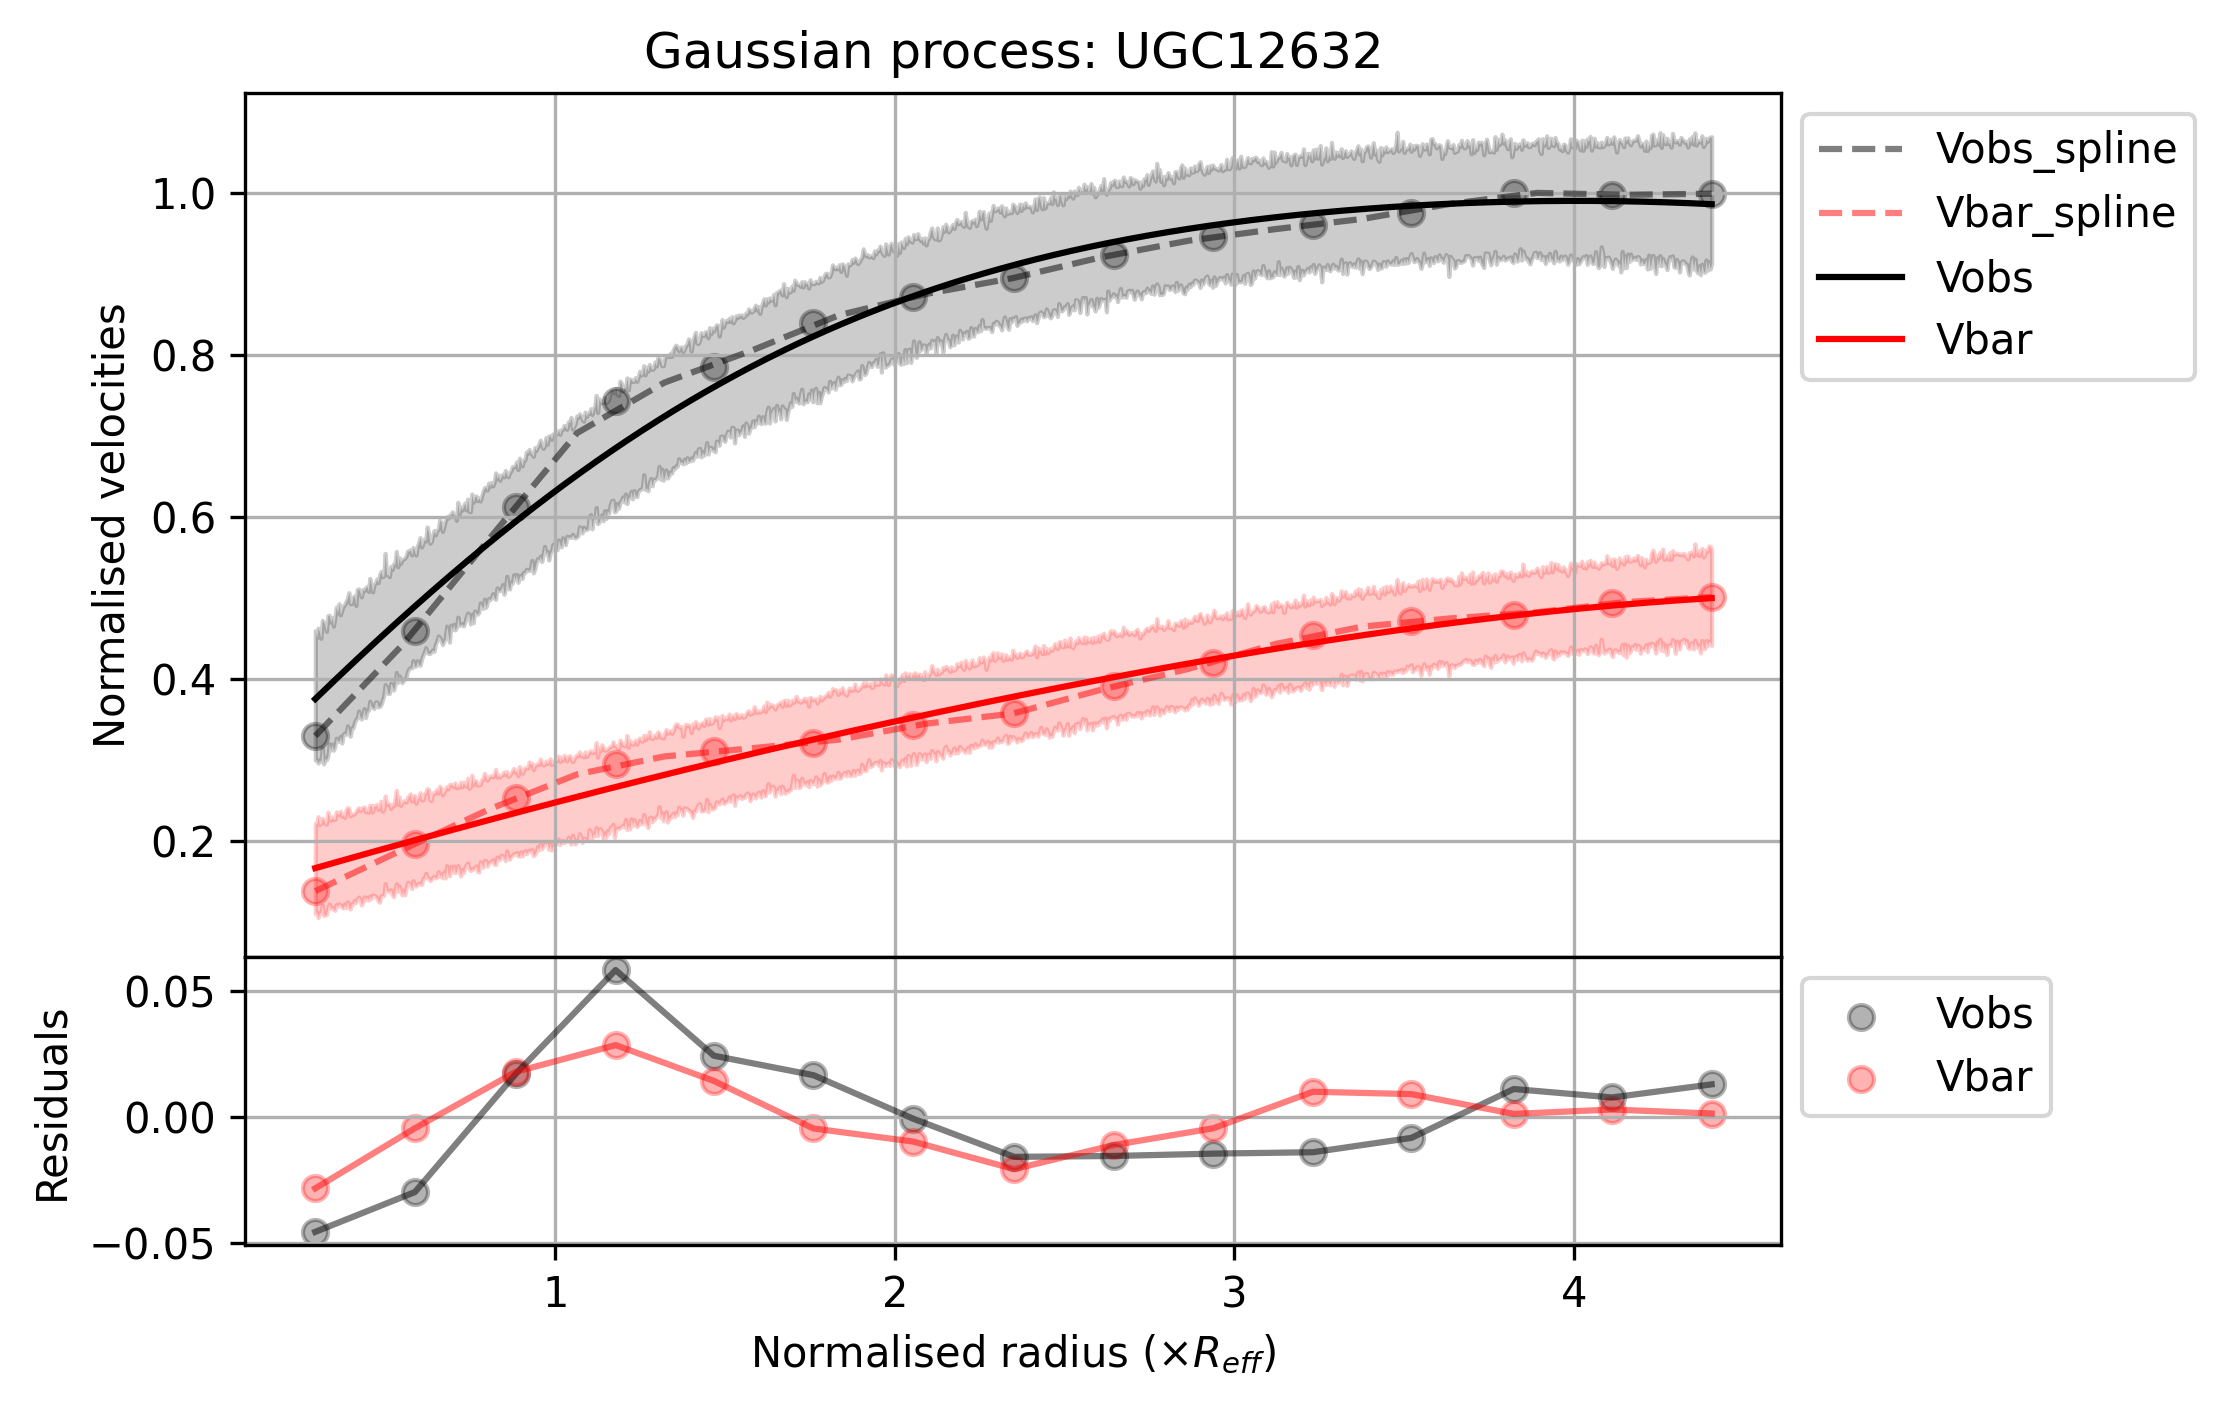 Gaussian process: UGC12632
Normalised velocities
1.0
0.8
0.6
0.4
0.2
Vobs_spline
Vbar_spline
Vobs
Vbar
Residuals
0.05
0.00
−0.05
Vobs
Vbar
1 2 3 4
Normalised radius (×R_eff)